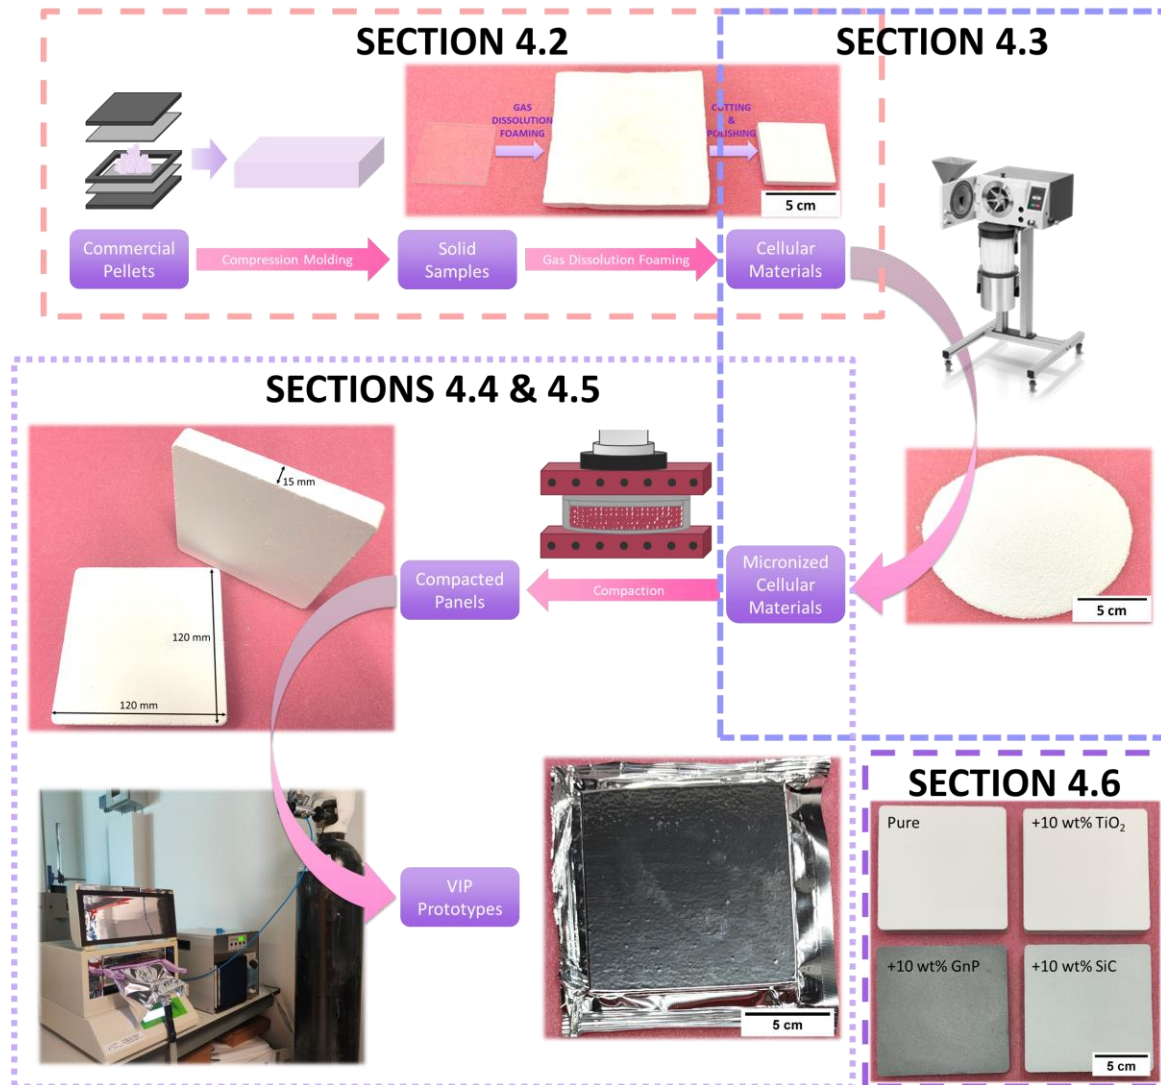 SECTION 4.2
SECTION 4.3
GAS
DISSOLUTION
FOAMING
CUTTING
&
POLISHING
5 cm
Commercial
Pellets
Compression Molding
Solid
Samples
Gas Dissolution Foaming
Cellular
Materials
SECTIONS 4.4 & 4.5
15 mm
120 mm
120 mm
Compacted
Panels
Compaction
Micronized
Cellular
Materials
5 cm
VIP
Prototypes
5 cm
SECTION 4.6
Pure
+10 wt% TiO₂
+10 wt% GnP
+10 wt% SiC
5 cm